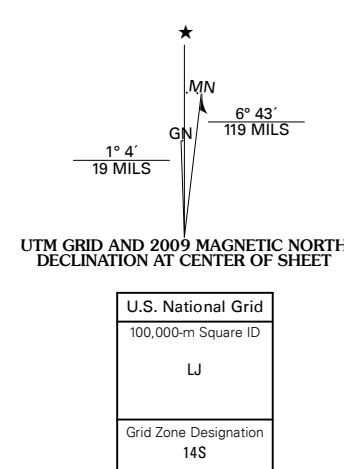 MN
GN
6° 43´
119 MILS
1° 4´
19 MILS
UTM GRID AND 2009 MAGNETIC NORTH
DECLINATION AT CENTER OF SHEET
U.S. National Grid
100,000-m Square ID
LJ
Grid Zone Designation
14S